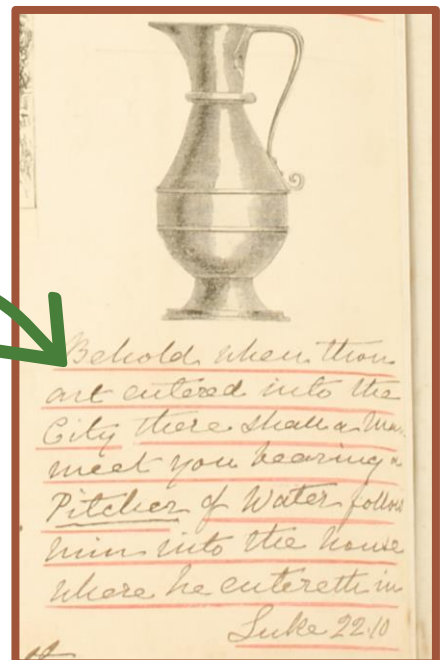 Behold when thou
art entered into the
City there shall a Man
meet you bearing a
Pitcher of Water follow
him into the house
where he entereth in
Luke 22.10
of